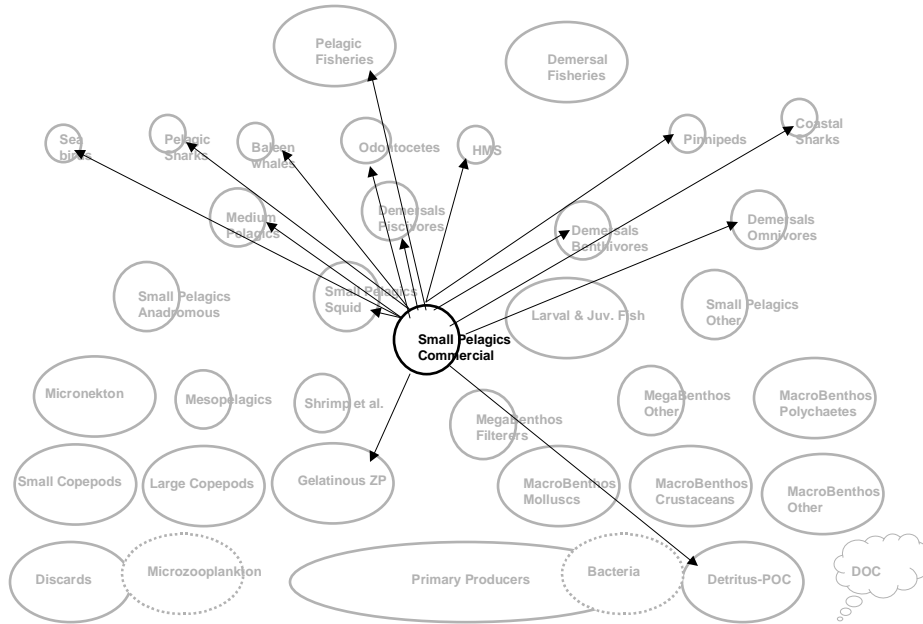 Pelagic
Fisheries
Demersal
Fisheries
Sea
birds
Pelagic
Sharks
Baleen
whales
Odontocetes
HMS
Pinnipeds
Coastal
Sharks
Medium
Pelagics
Demersals
Piscivores
Demersals
Benthivores
Demersals
Omnivores
Small Pelagics
Anadromous
Small Pelagics
Squid
Larval & Juv. Fish
Small Pelagics
Other
Small Pelagics
Commercial
Micronekton
Mesopelagics
Shrimp et al.
MegaBenthos
Filterers
MegaBenthos
Other
MacroBenthos
Polychaetes
Small Copepods
Large Copepods
Gelatinous ZP
MacroBenthos
Molluscs
MacroBenthos
Crustaceans
MacroBenthos
Other
Discards
Microzooplankton
Primary Producers
Bacteria
Detritus-POC
DOC